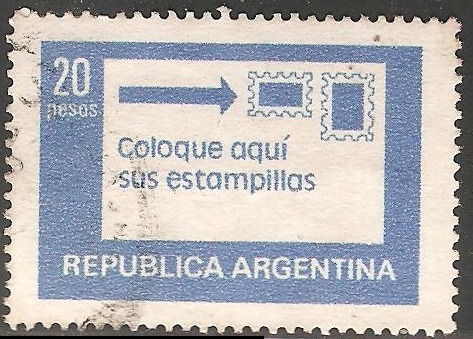 20
pesos
Coloque aquí
sus estampillas
REPUBLICA ARGENTINA